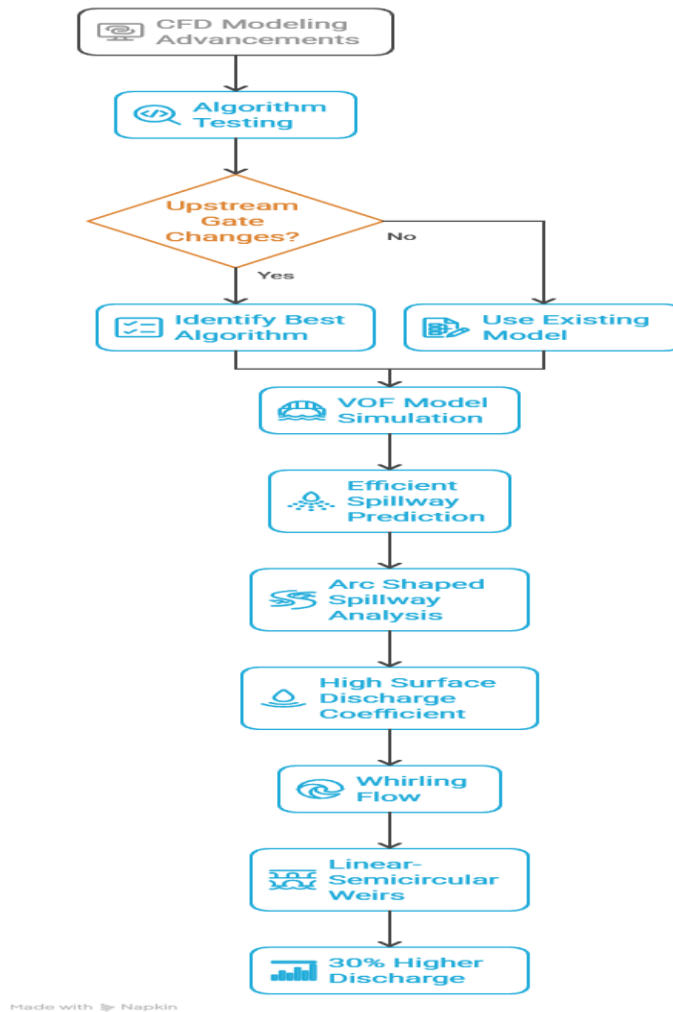 CFD Modeling
Advancements
Algorithm
Testing
Upstream
Gate
Changes?
No
Yes
Identify Best
Algorithm
Use Existing
Model
VOF Model
Simulation
Efficient
Spillway
Prediction
Arc Shaped
Spillway
Analysis
High Surface
Discharge
Coefficient
Whirling
Flow
Linear-
Semicircular
Weirs
30% Higher
Discharge
Made with Napkin